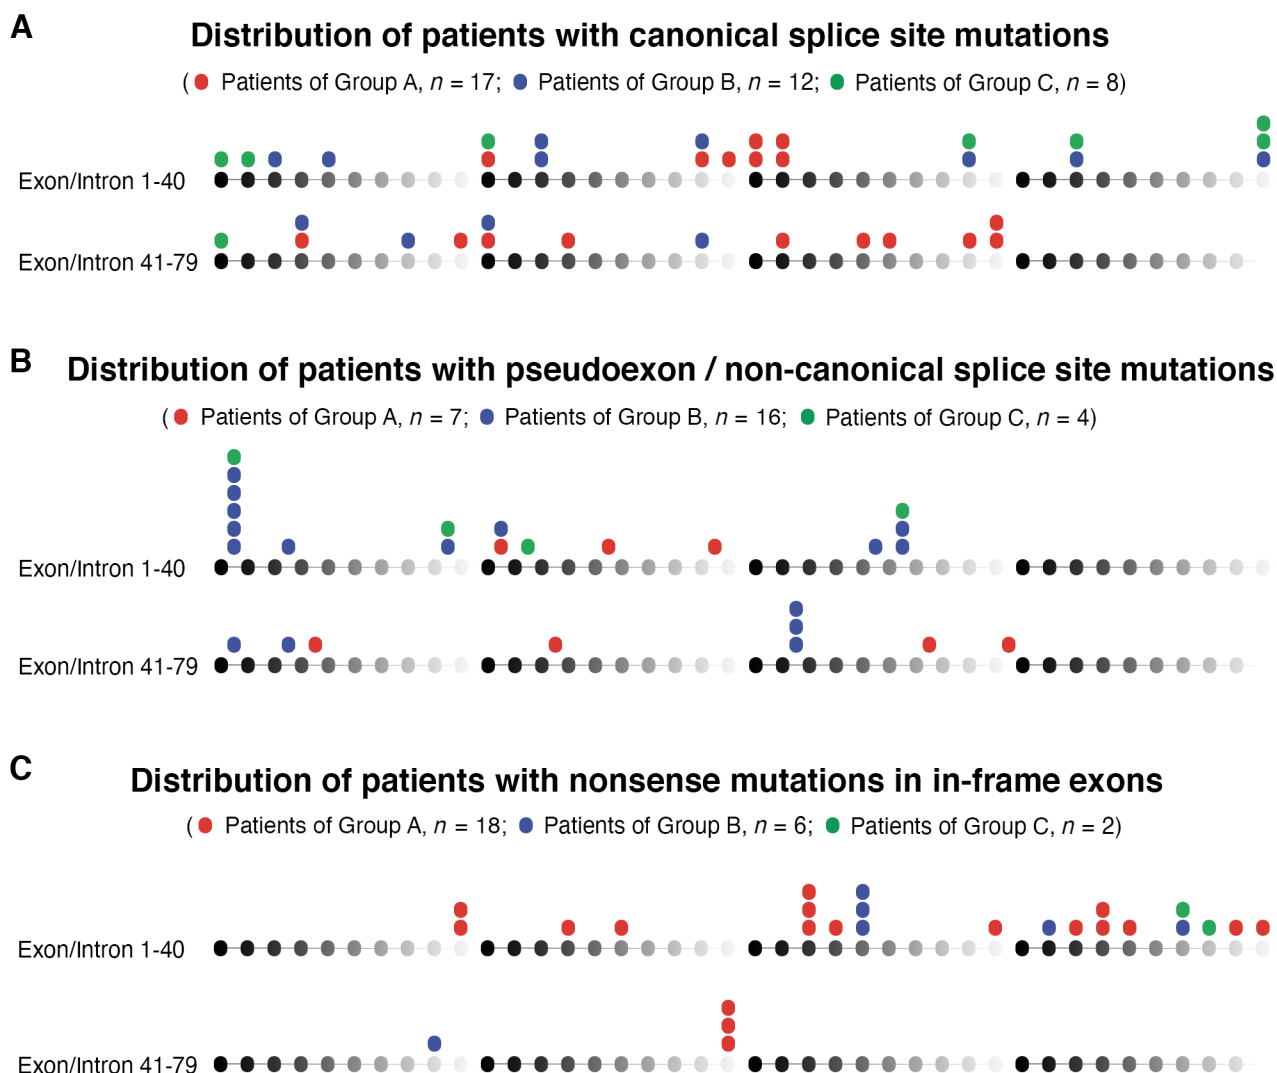 A
Distribution of patients with canonical splice site mutations
( Patients of Group A, n = 17; Patients of Group B, n = 12; Patients of Group C, n = 8)
Exon/Intron 1-40
Exon/Intron 41-79
B
Distribution of patients with pseudoexon / non-canonical splice site mutations
( Patients of Group A, n = 7; Patients of Group B, n = 16; Patients of Group C, n = 4)
Exon/Intron 1-40
Exon/Intron 41-79
C
Distribution of patients with nonsense mutations in in-frame exons
( Patients of Group A, n = 18; Patients of Group B, n = 6; Patients of Group C, n = 2)
Exon/Intron 1-40
Exon/Intron 41-79